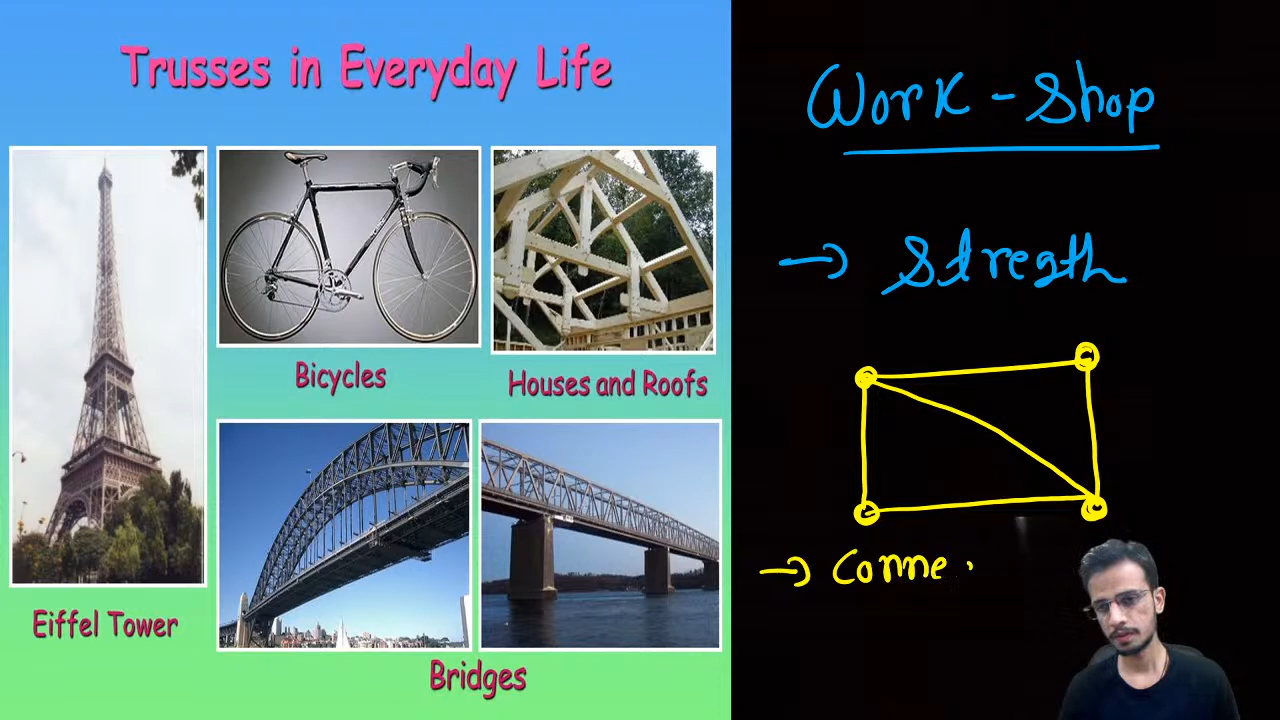 Trusses in Everyday Life
Bicycles
Houses and Roofs
Eiffel Tower
Bridges
Work - Shop
→ Stregth
→ Conne